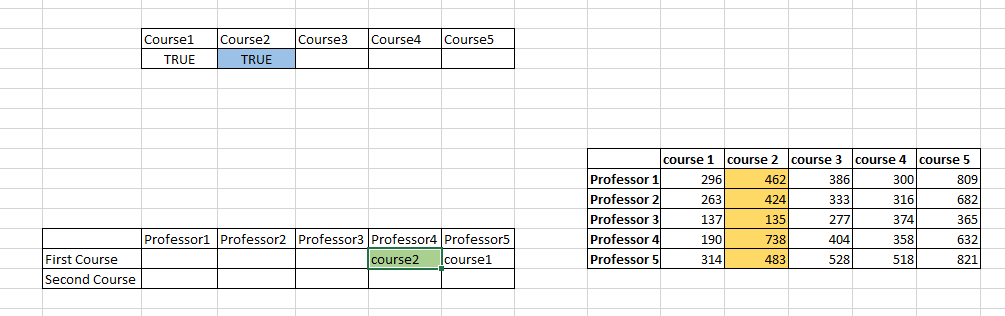 Course1 Course2 Course3 Course4 Course5
TRUE TRUE
course 1 course 2 course 3 course 4 course 5
Professor 1 296 462 386 300 809
Professor 2 263 424 333 316 682
Professor 3 137 135 277 374 365
Professor 4 190 738 404 358 632
Professor 5 314 483 528 518 821
Professor1 Professor2 Professor3 Professor4 Professor5
First Course course2 course1
Second Course